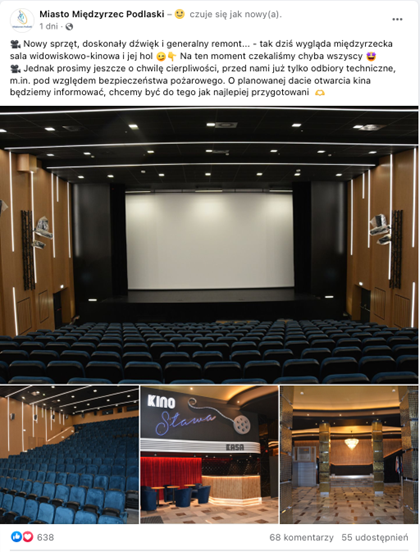 Miasto Międzyrzec Podlaski – 😀 czuje się jak nowy(a).
1 dni ·
🎥 Nowy sprzęt, doskonały dźwięk i generalny remont... - tak dziś wygląda międzyrzecka
sala widowiskowo-kinowa i jej hol 😊👇 Na ten moment czekaliśmy chyba wszyscy 🤩
🎥 Jednak prosimy jeszcze o chwilę cierpliwości, przed nami już tylko odbiory techniczne,
m.in. pod względem bezpieczeństwa pożarowego. O planowanej dacie otwarcia kina
będziemy informować, chcemy być do tego jak najlepiej przygotowani 🫶
KINO
Sława
KASA
638
68 komentarzy 55 udostępnień